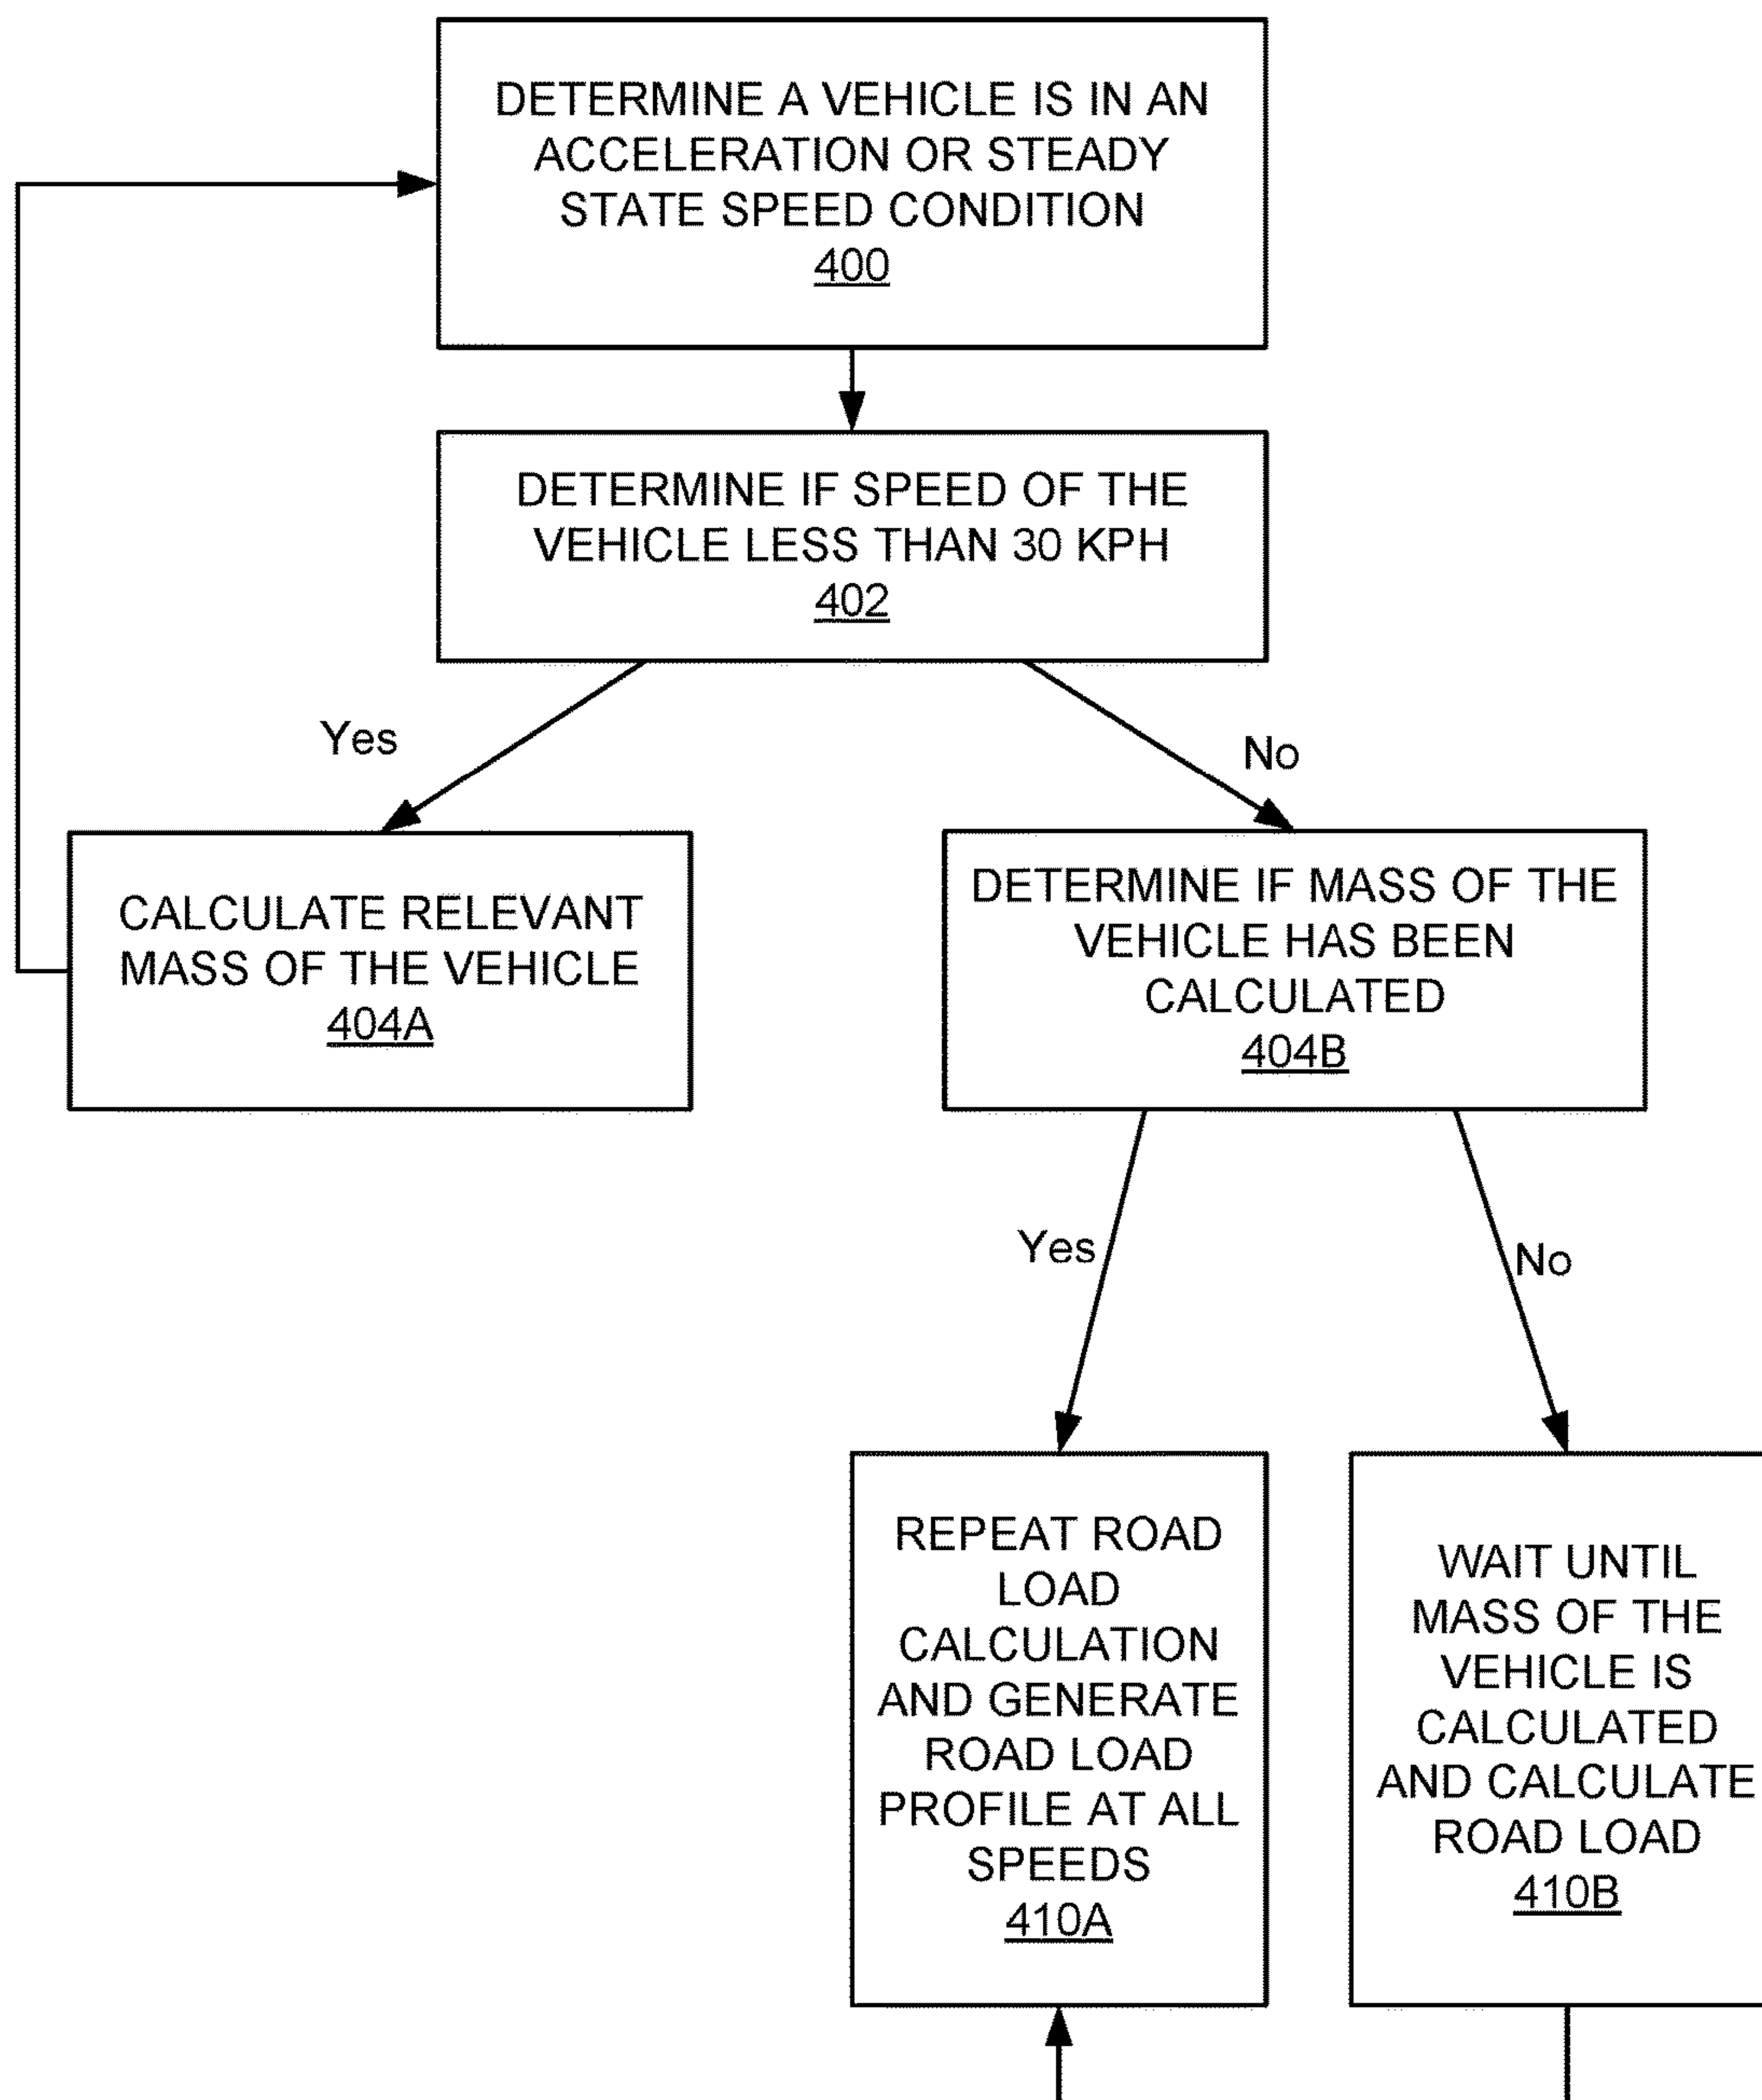 DETERMINE A VEHICLE IS IN AN
ACCELERATION OR STEADY
STATE SPEED CONDITION
400
DETERMINE IF SPEED OF THE
VEHICLE LESS THAN 30 KPH
402
Yes
No
CALCULATE RELEVANT
MASS OF THE VEHICLE
404A
DETERMINE IF MASS OF THE
VEHICLE HAS BEEN
CALCULATED
404B
Yes
No
REPEAT ROAD
LOAD
CALCULATION
AND GENERATE
ROAD LOAD
PROFILE AT ALL
SPEEDS
410A
WAIT UNTIL
MASS OF THE
VEHICLE IS
CALCULATED
AND CALCULATE
ROAD LOAD
410B